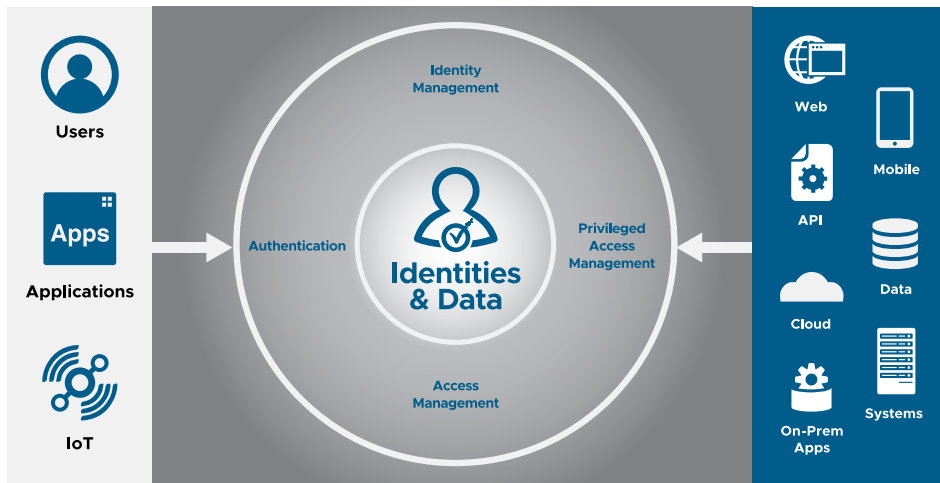 Users
Apps
Applications
IoT
Identity
Management
Authentication
Identities
& Data
Privileged
Access
Management
Access
Management
Web
Mobile
API
Data
Cloud
Systems
On-Prem
Apps